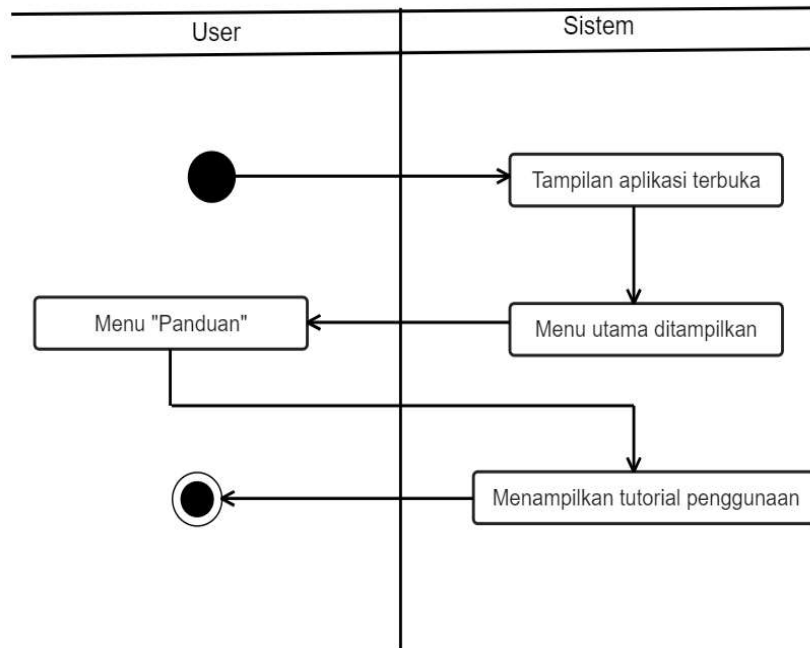 User
Sistem
Tampilan aplikasi terbuka
Menu "Panduan"
Menu utama ditampilkan
Menampilkan tutorial penggunaan